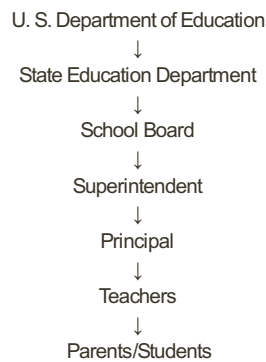 U. S. Department of Education
↓
State Education Department
↓
School Board
↓
Superintendent
↓
Principal
↓
Teachers
↓
Parents/Students